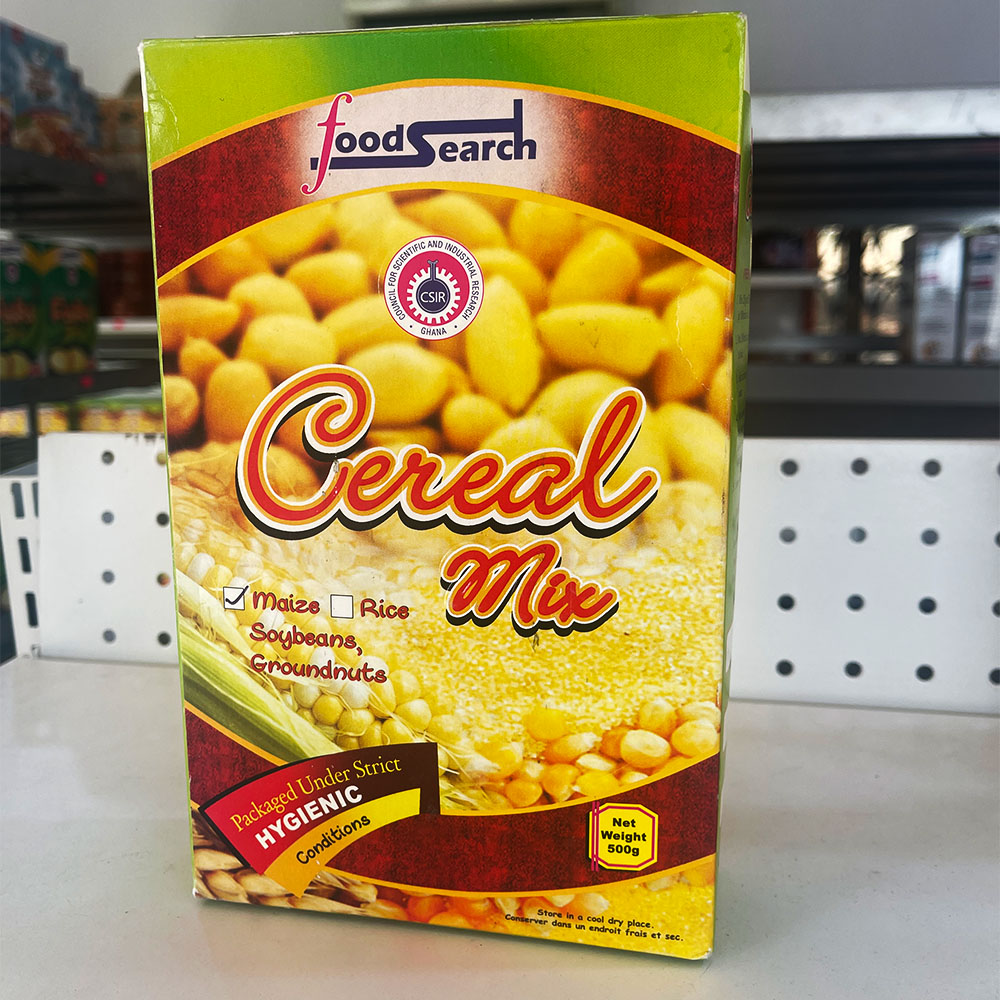 foodSearch
COUNCIL FOR SCIENTIFIC AND INDUSTRIAL RESEARCH
CSIR
GHANA
Cereal
Mix
Maize Rice
Soybeans,
Groundnuts
Packaged Under Strict
HYGIENIC
Conditions
Net
Weight
500g
Store in a cool dry place.
Conserver dans un endroit frais et sec.